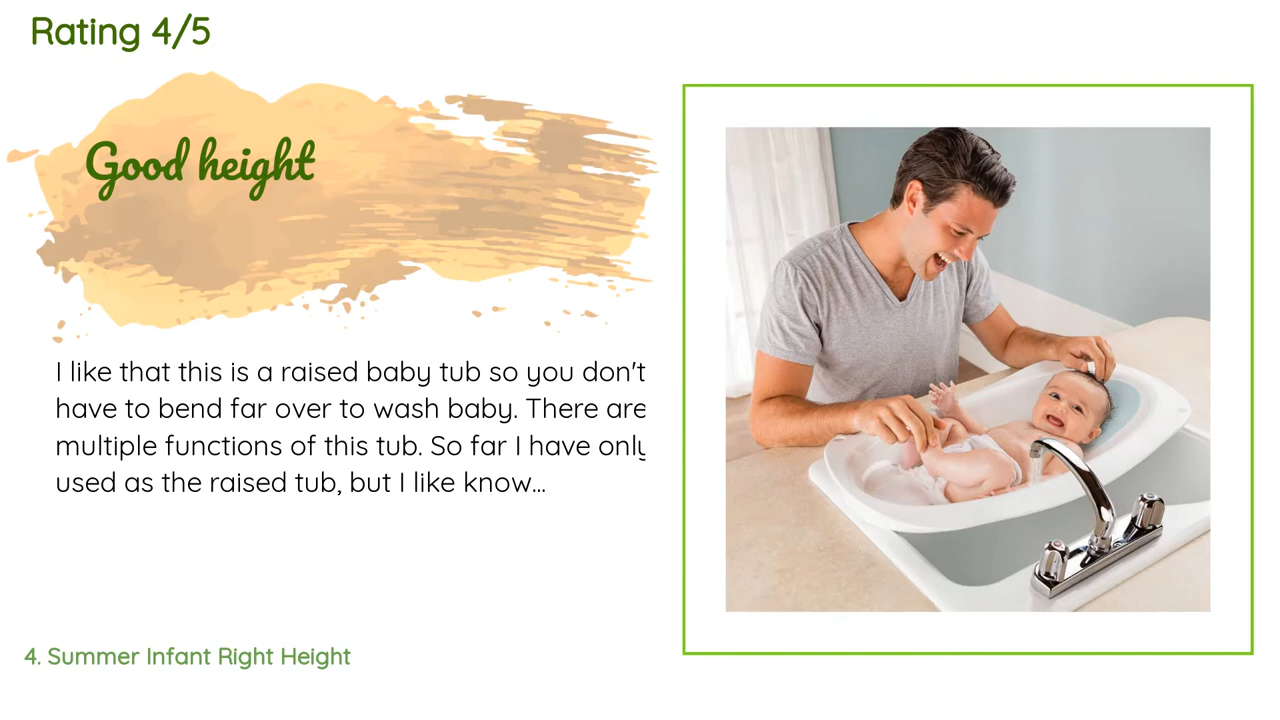 Rating 4/5
Good height
I like that this is a raised baby tub so you don't
have to bend far over to wash baby. There are
multiple functions of this tub. So far I have only
used as the raised tub, but I like know...
4. Summer Infant Right Height